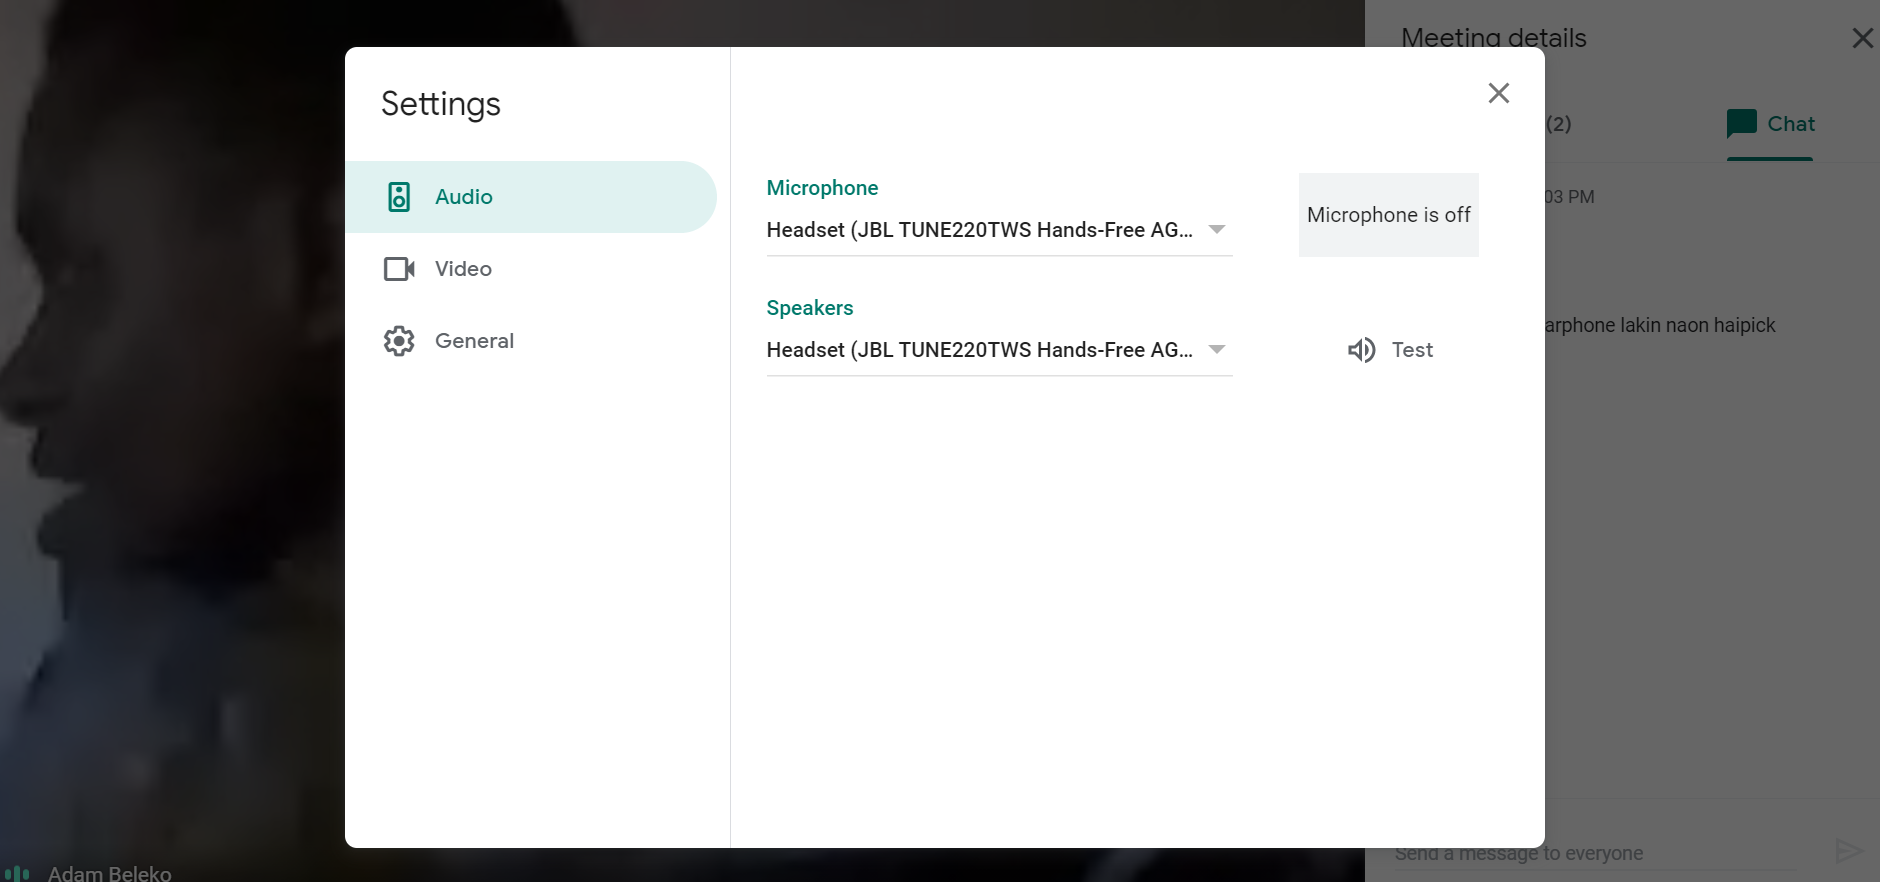 Meeting details
Settings
(2)
Chat
Audio
Microphone
03 PM
Headset (JBL TUNE220TWS Hands-Free AG...
Microphone is off
Video
Speakers
arphone lakin naon haipick
General
Headset (JBL TUNE220TWS Hands-Free AG...
Test
Send a message to everyone
Adam Beleko